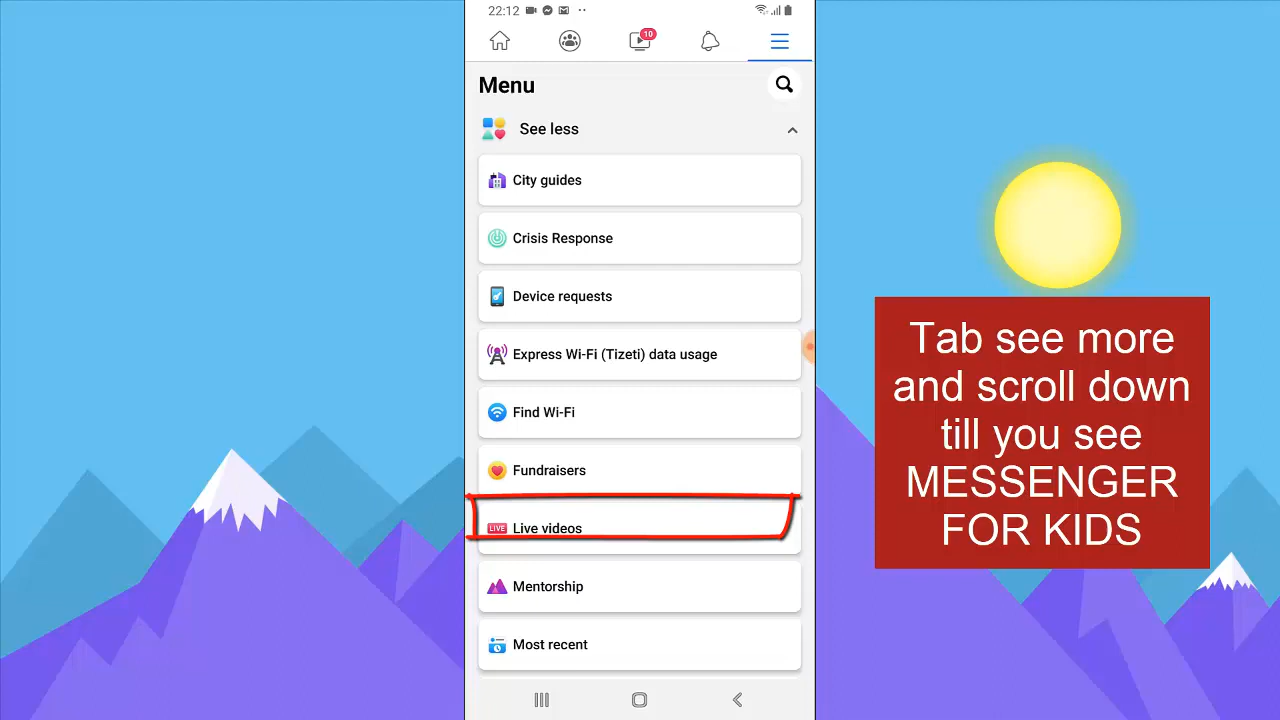 22:12
10
Menu
See less
City guides
Crisis Response
Device requests
Express Wi-Fi (Tizeti) data usage
Find Wi-Fi
Fundraisers
LIVE Live videos
Mentorship
Most recent
Tab see more
and scroll down
till you see
MESSENGER
FOR KIDS